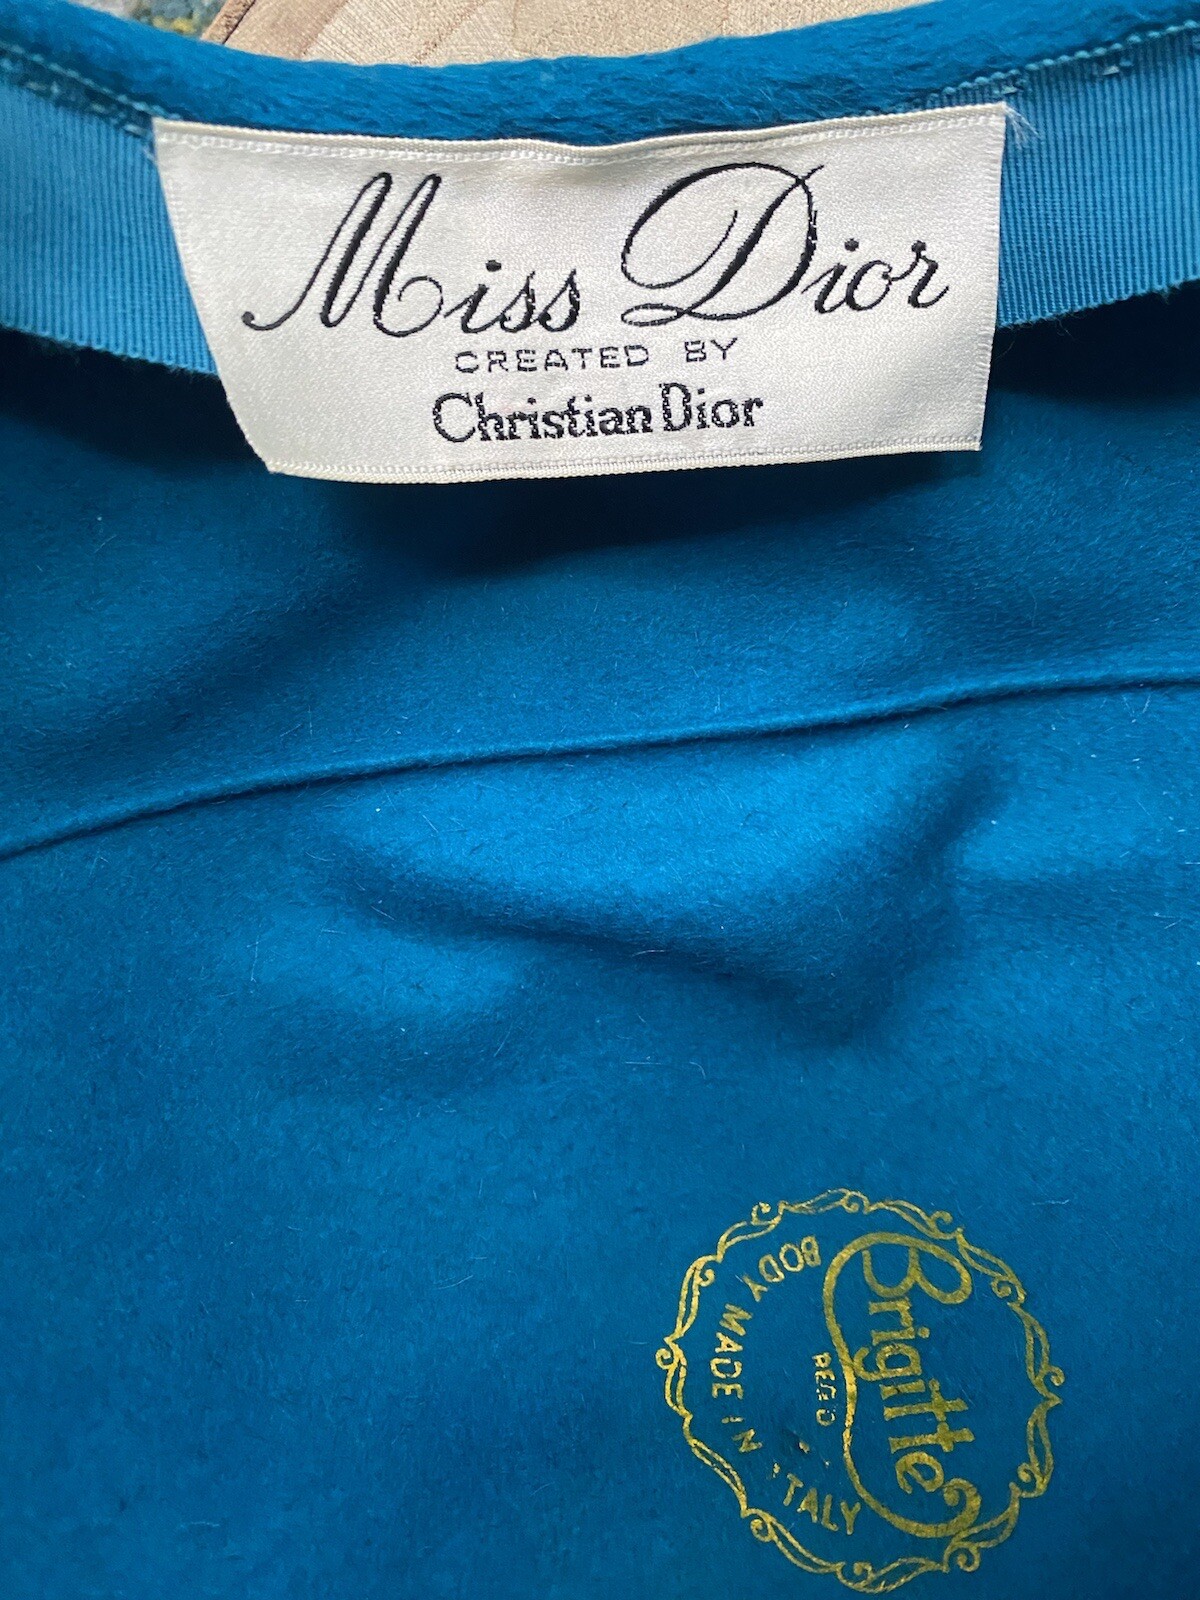 Miss Dior
CREATED BY
Christian Dior
Brigitte
REG'D
BODY MADE IN ITALY